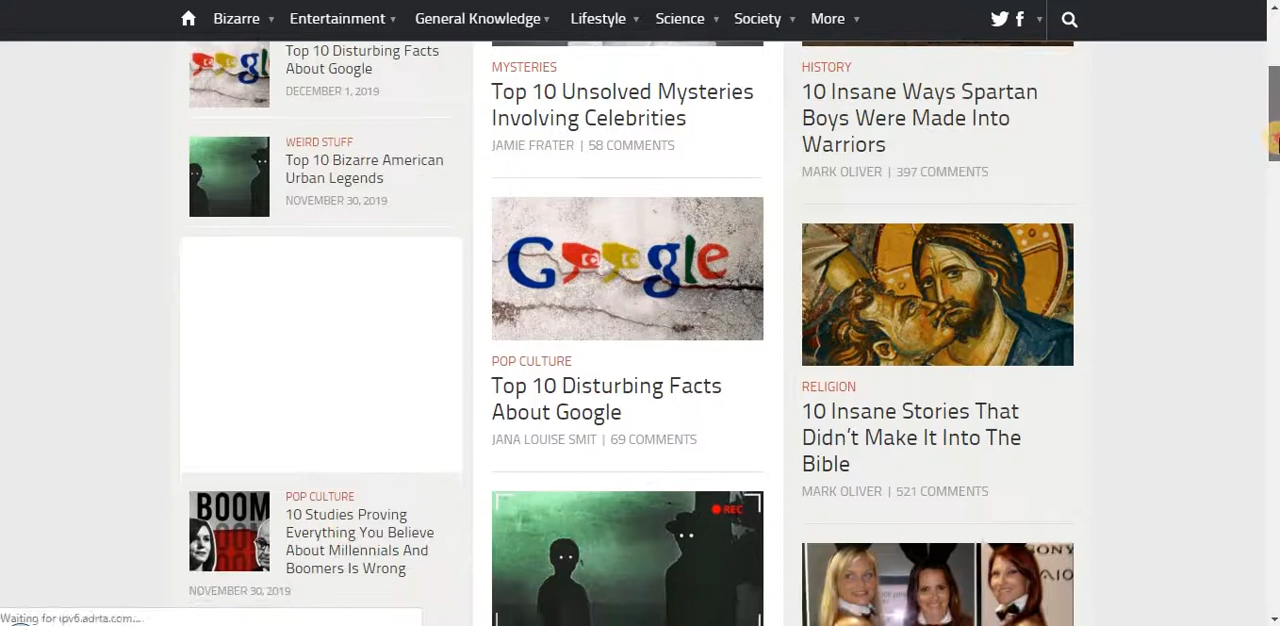 Bizarre Entertainment General Knowledge Lifestyle Science Society More
Top 10 Disturbing Facts
About Google
DECEMBER 1, 2019
WEIRD STUFF
Top 10 Bizarre American
Urban Legends
NOVEMBER 30, 2019
BOOM
POP CULTURE
10 Studies Proving
Everything You Believe
About Millennials And
Boomers Is Wrong
NOVEMBER 30, 2019
MYSTERIES
Top 10 Unsolved Mysteries
Involving Celebrities
JAMIE FRATER | 58 COMMENTS
Google
POP CULTURE
Top 10 Disturbing Facts
About Google
JANA LOUISE SMIT | 69 COMMENTS
REC
HISTORY
10 Insane Ways Spartan
Boys Were Made Into
Warriors
MARK OLIVER | 397 COMMENTS
RELIGION
10 Insane Stories That
Didn't Make It Into The
Bible
MARK OLIVER | 521 COMMENTS
SONY
Waiting for ipv6.adrta.com...